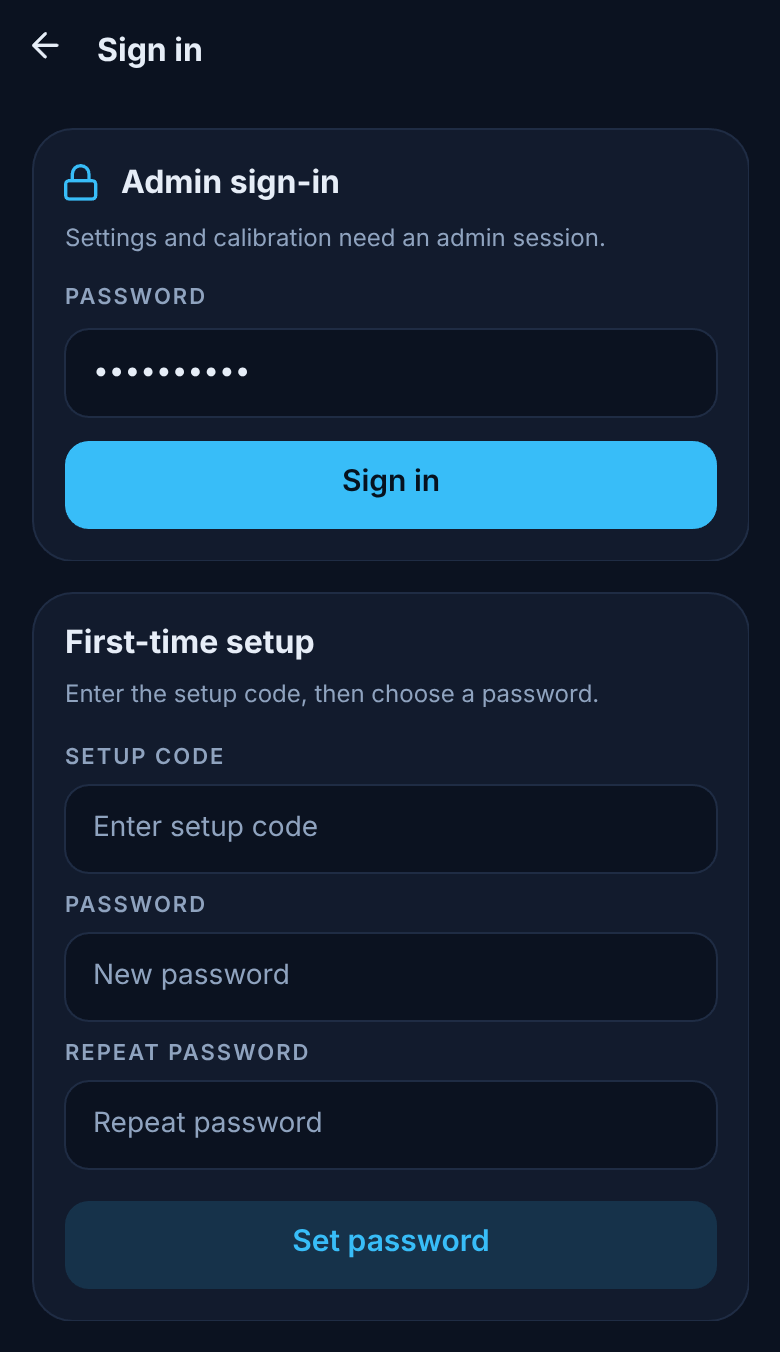 Sign in
Admin sign-in
Settings and calibration need an admin session.
PASSWORD
••••••••••
Sign in
First-time setup
Enter the setup code, then choose a password.
SETUP CODE
Enter setup code
PASSWORD
New password
REPEAT PASSWORD
Repeat password
Set password